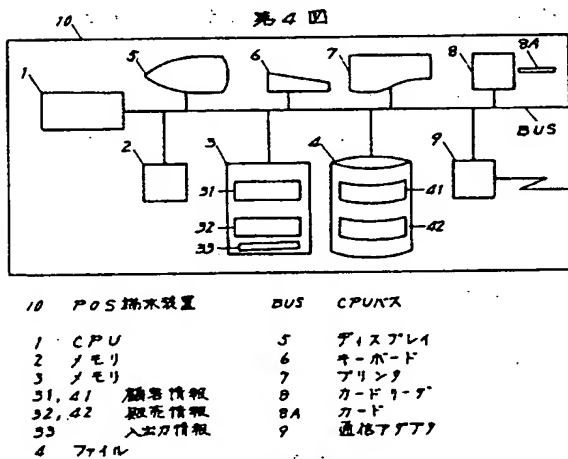 第4図
10
5
6
7
8
8A
1
BUS
2
3
4
9
31
32
33
41
42
10 POS端末装置 BUS CPUバス
1 CPU 5 ディスプレイ
2 メモリ 6 キーボード
3 メモリ 7 プリンタ
31, 41 顧客情報 8 カードリーダ
32, 42 販売情報 8A カード
33 入出力情報 9 通信アダプタ
4 ファイル